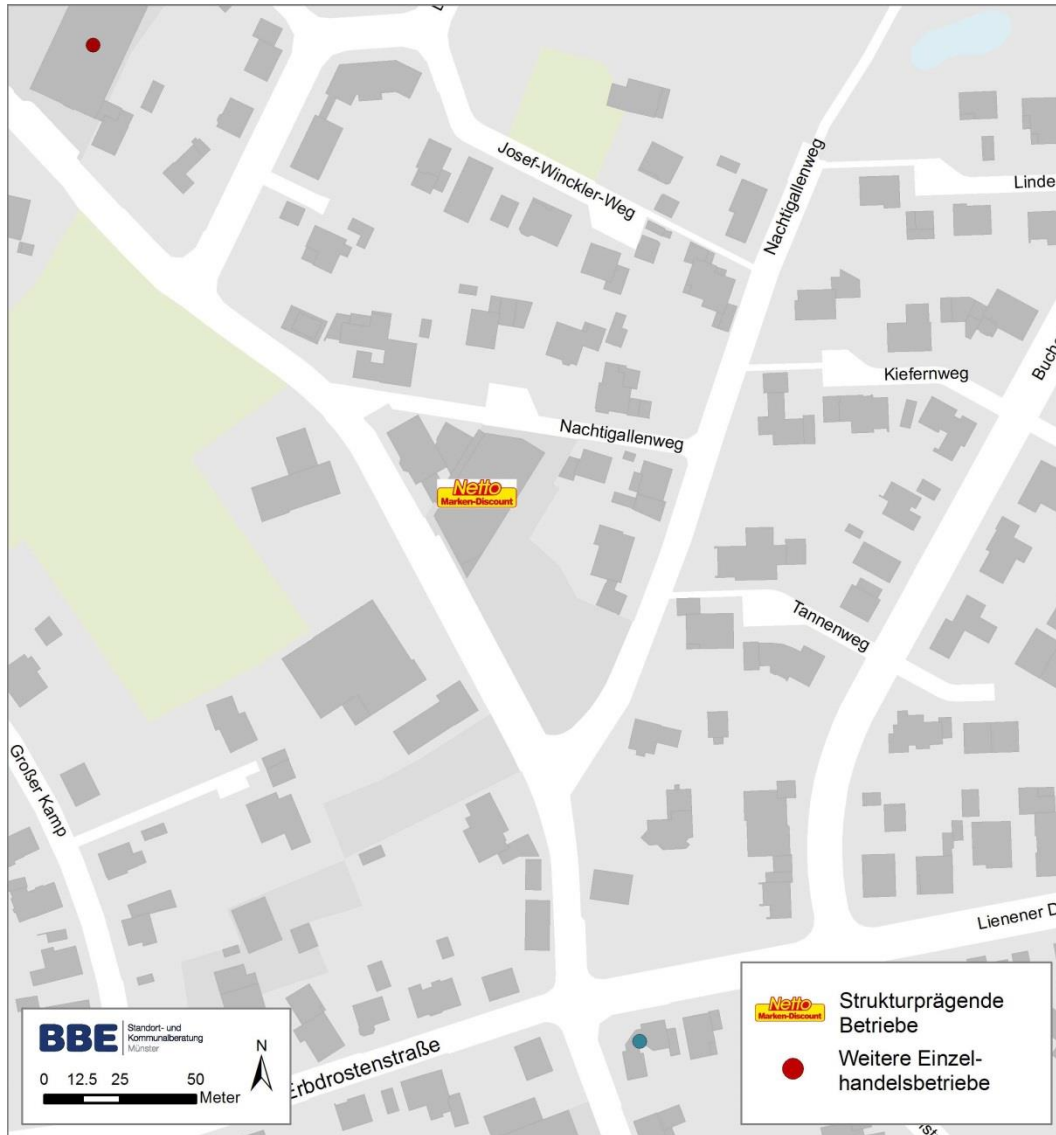 Josef-Winckler-Weg
Nachtigallenweg
Linde
Kiefernweg
Buche
Nachtigallenweg
Netto
Marken-Discount
Tannenweg
Großer Kamp
Lienener D
Erbdrostenstraße
BBE
Standort- und
Kommunalberatung
Münster
N
0 12.5 25 50
Meter
Netto
Marken-Discount
Strukturprägende
Betriebe
Weitere Einzel-
handelsbetriebe